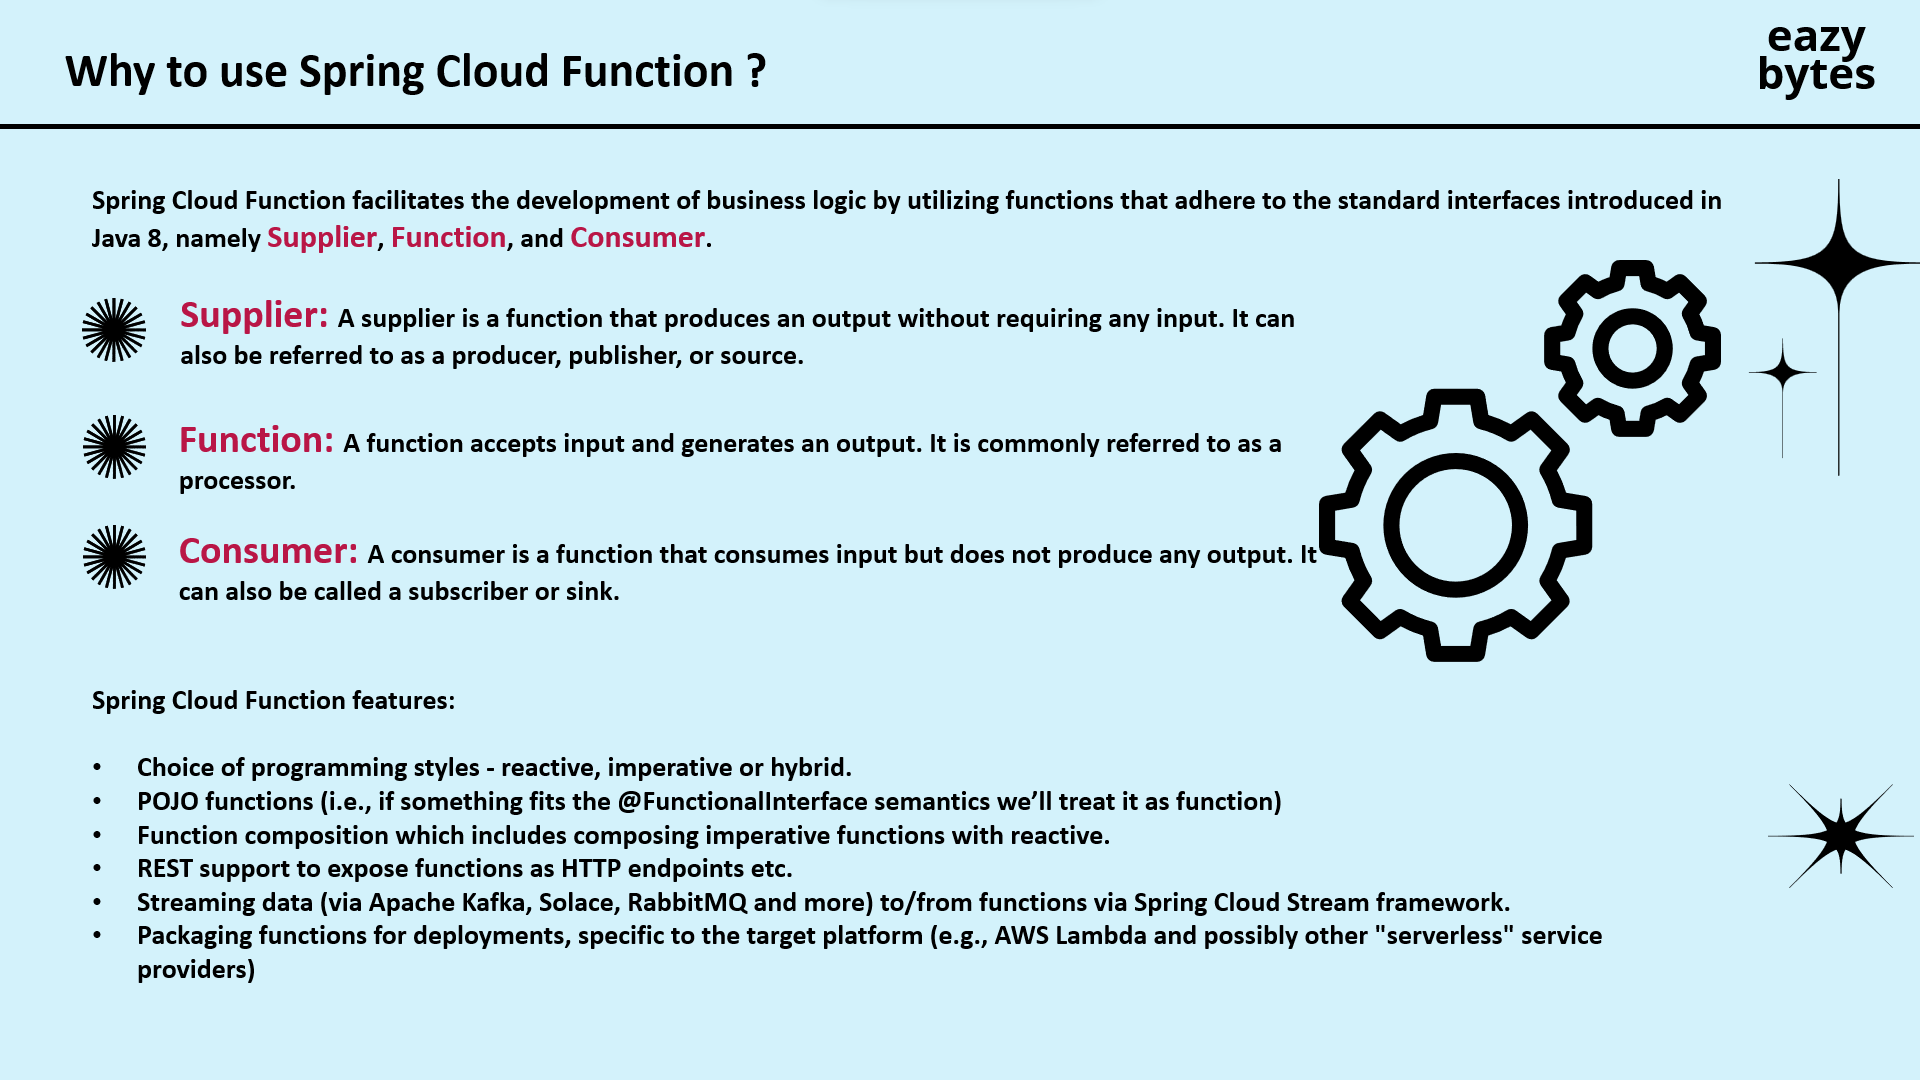 Why to use Spring Cloud Function ?
eazy
bytes
Spring Cloud Function facilitates the development of business logic by utilizing functions that adhere to the standard interfaces introduced in
Java 8, namely Supplier, Function, and Consumer.
Supplier: A supplier is a function that produces an output without requiring any input. It can
also be referred to as a producer, publisher, or source.
Function: A function accepts input and generates an output. It is commonly referred to as a
processor.
Consumer: A consumer is a function that consumes input but does not produce any output. It
can also be called a subscriber or sink.
Spring Cloud Function features:
• Choice of programming styles - reactive, imperative or hybrid.
• POJO functions (i.e., if something fits the @FunctionalInterface semantics we’ll treat it as function)
• Function composition which includes composing imperative functions with reactive.
• REST support to expose functions as HTTP endpoints etc.
• Streaming data (via Apache Kafka, Solace, RabbitMQ and more) to/from functions via Spring Cloud Stream framework.
• Packaging functions for deployments, specific to the target platform (e.g., AWS Lambda and possibly other "serverless" service
providers)